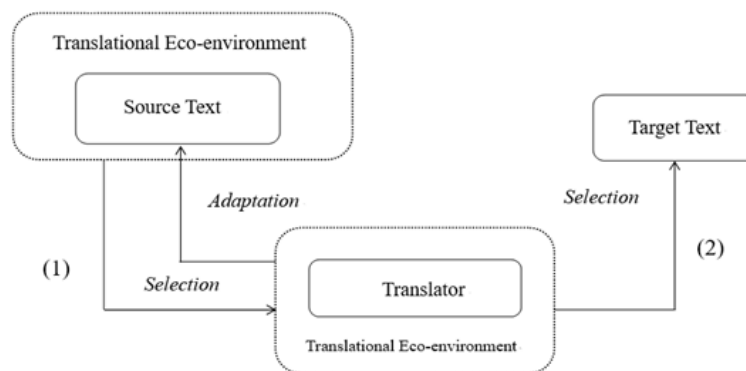 Translational Eco-environment
Source Text
Target Text
Adaptation
Selection
(1)
(2)
Selection
Translator
Translational Eco-environment